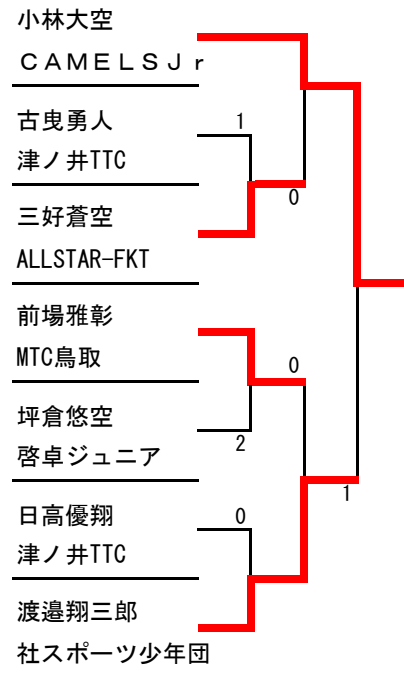 小林大空
ＣＡＭＥＬＳＪｒ
古曳勇人
1
津ノ井TTC
0
三好蒼空
ALLSTAR-FKT
前場雅彰
MTC鳥取
0
坪倉悠空
2
啓卓ジュニア
1
日高優翔
0
津ノ井TTC
渡邉翔三郎
社スポーツ少年団